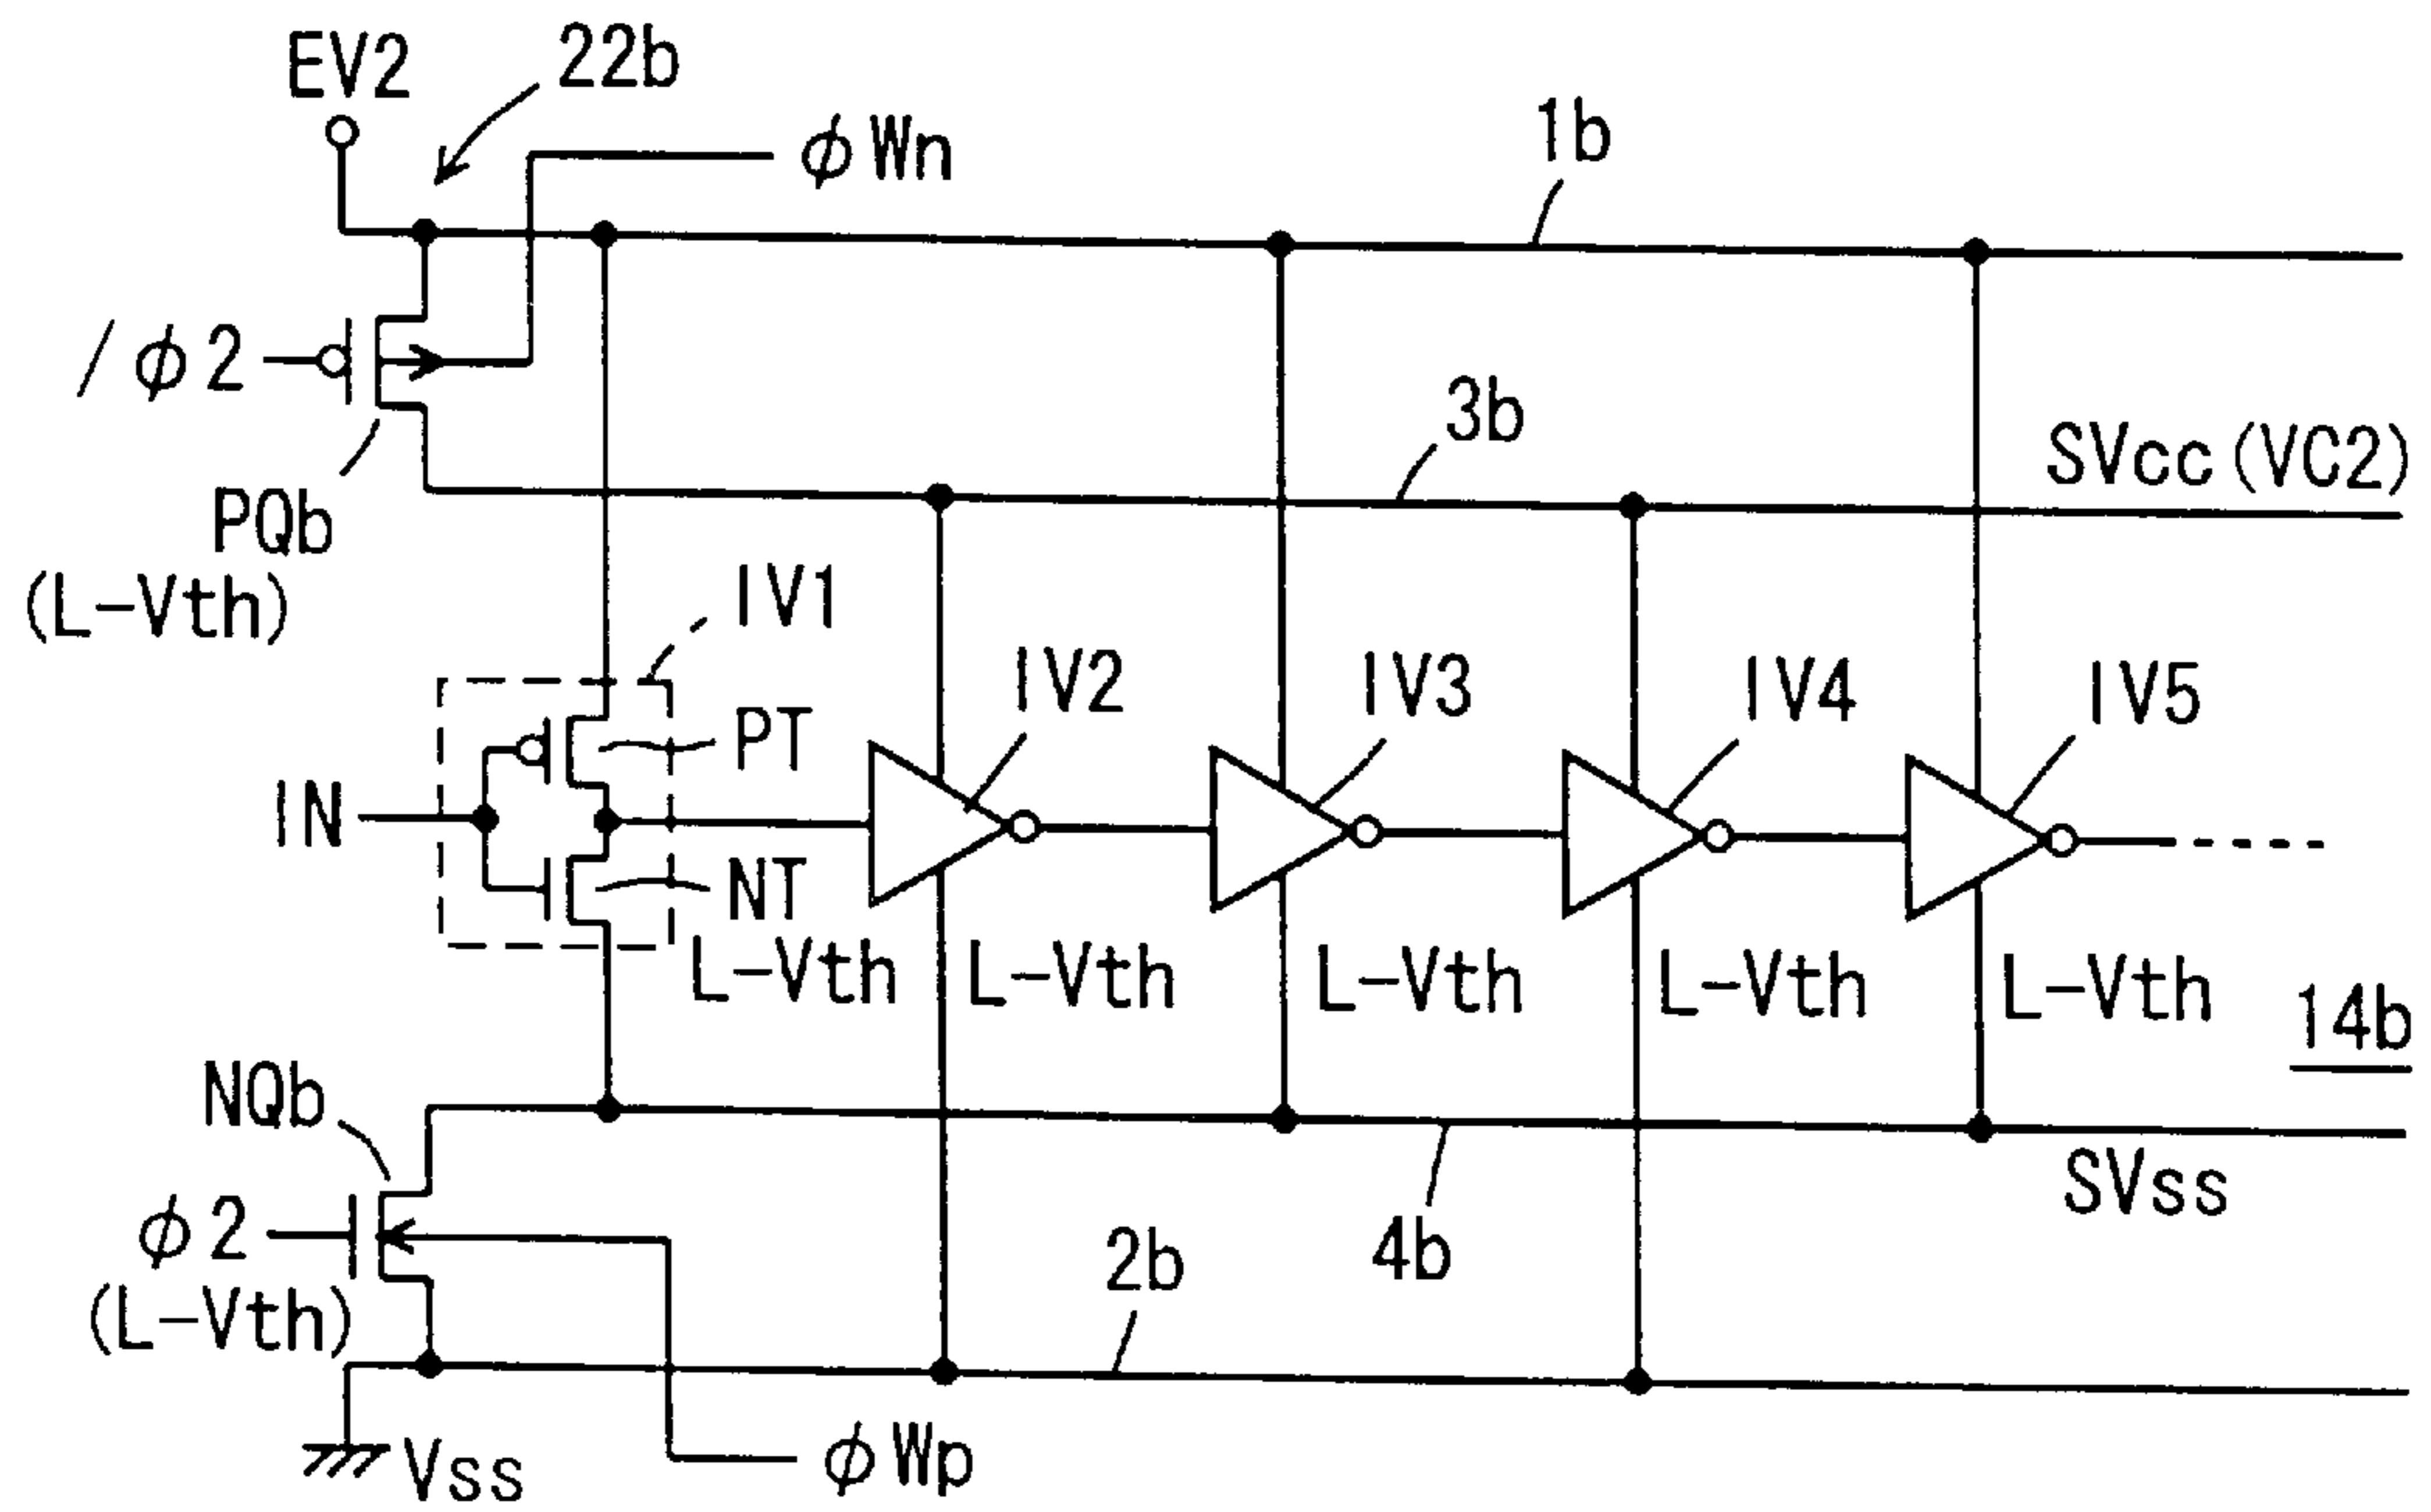 EV2
22b
φWn
1b
/φ2
3b
SVcc (VC2)
PQb
(L-Vth)
IV1
IV2
IV3
IV4
IV5
PT
IN
NT
L-Vth
L-Vth
L-Vth
L-Vth
L-Vth
14b
NQb
SVss
φ2
4b
2b
(L-Vth)
φWp
Vss